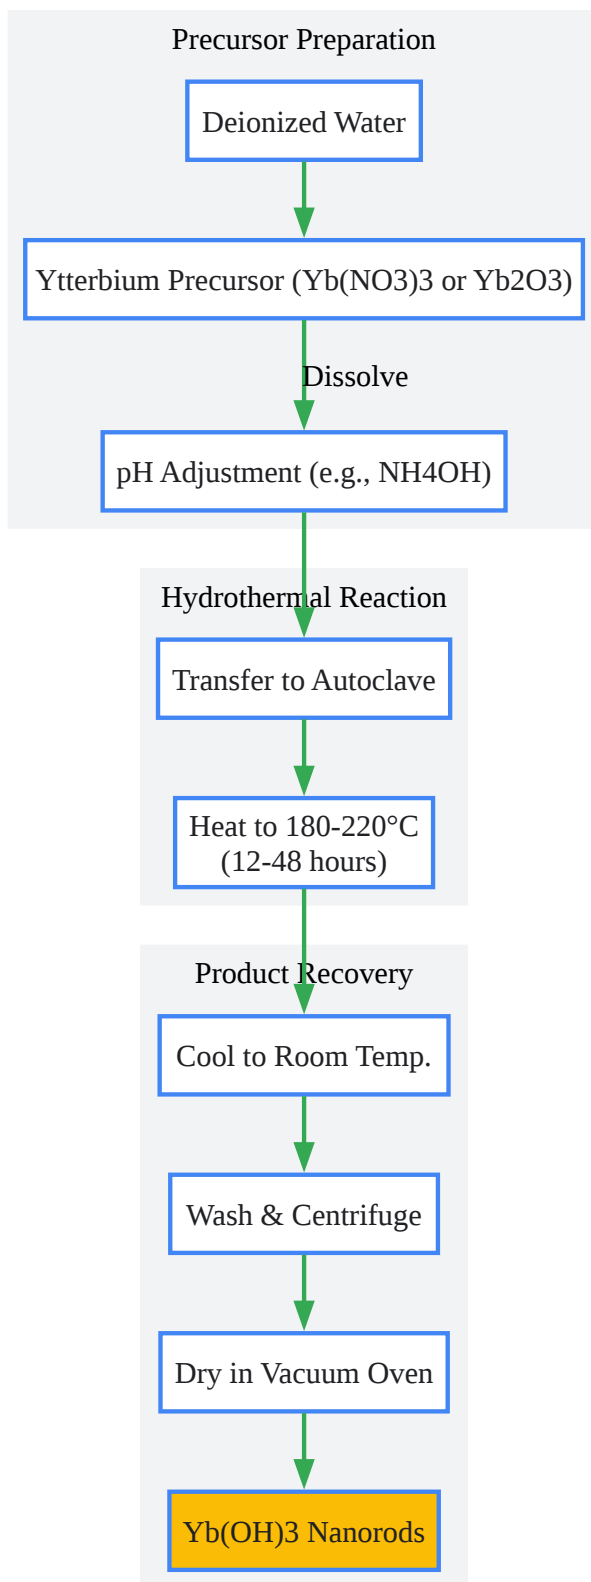 Precursor Preparation
Deionized Water
Ytterbium Precursor (Yb(NO3)3 or Yb2O3)
Dissolve
pH Adjustment (e.g., NH4OH)
Hydrothermal Reaction
Transfer to Autoclave
Heat to 180-220°C
(12-48 hours)
Product Recovery
Cool to Room Temp.
Wash & Centrifuge
Dry in Vacuum Oven
Yb(OH)3 Nanorods